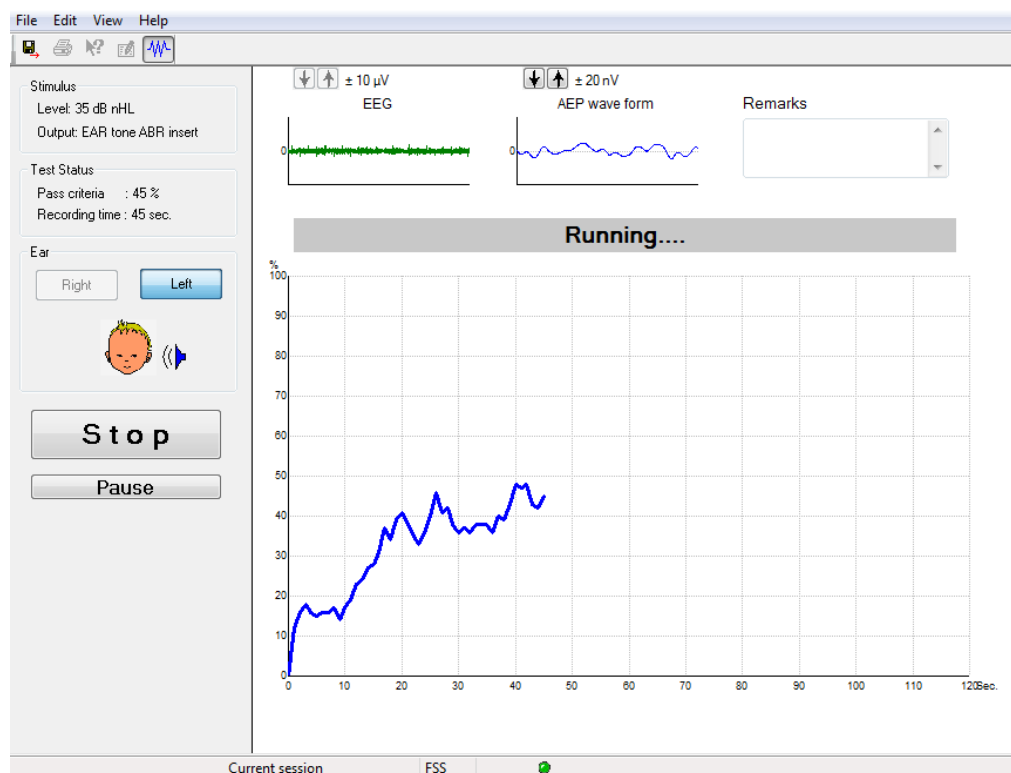 File Edit View Help
± 10 µV
± 20 nV
EEG
AEP wave form
Remarks
0
0
Stimulus
Level: 35 dB nHL
Output: EAR tone ABR insert
Test Status
Pass criteria : 45 %
Recording time : 45 sec.
Ear
Right
Left
Stop
Pause
Running....
%
100
90
80
70
60
50
40
30
20
10
0
0 10 20 30 40 50 60 70 80 90 100 110 120 Sec.
Current session FSS